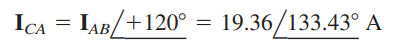 I_CA = I_AB/+120° = 19.36/133.43° A